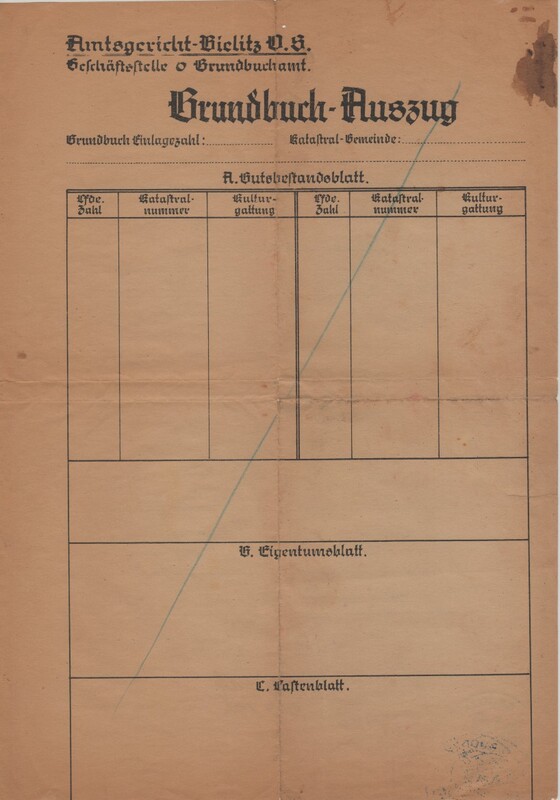 Amtsgericht-Bielitz O.S.
Geschäftsstelle o Grundbuchamt.
Grundbuch-Auszug
Grundbuch Einlagezahl: Katastral-Gemeinde:
A. Gutsbestandsblatt.
Lfde. Zahl Katastral-nummer Kultur-gattung Lfde. Zahl Katastral-nummer Kultur-gattung
B. Eigentumsblatt.
C. Lastenblatt.